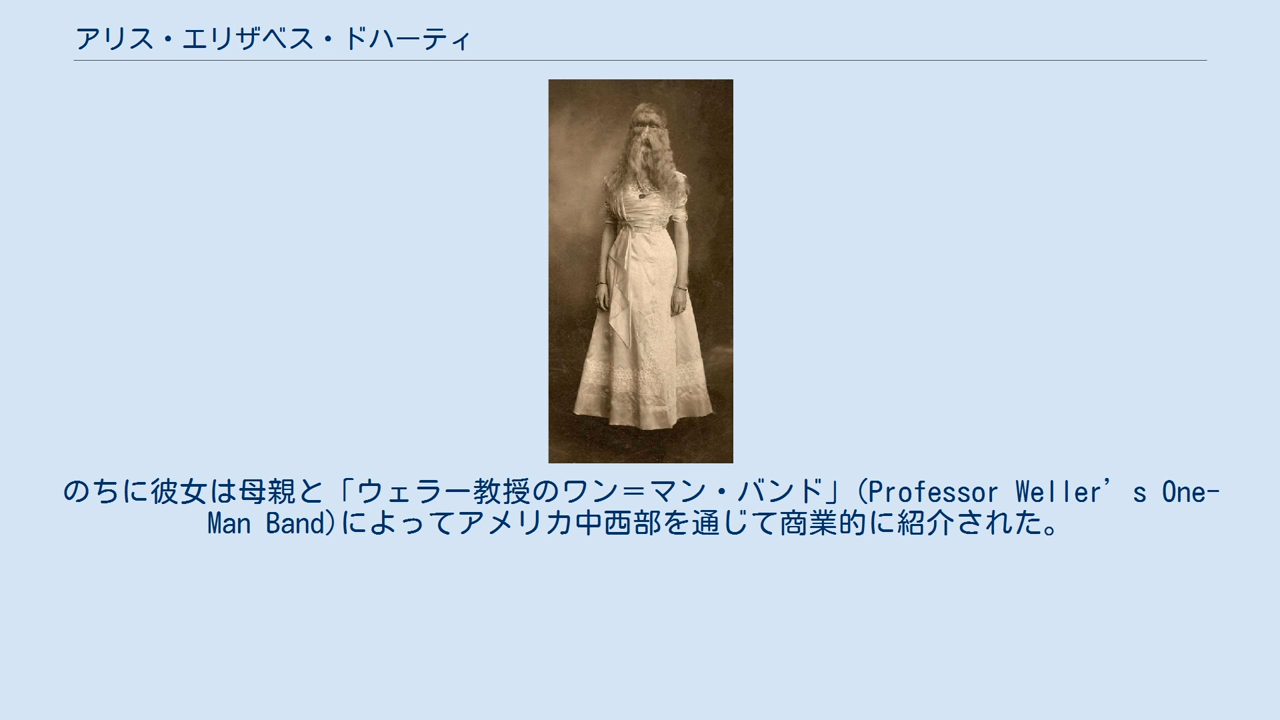 アリス・エリザベス・ドハーティ
のちに彼女は母親と「ウェラー教授のワン＝マン・バンド」(Professor Weller’s One-
Man Band)によってアメリカ中西部を通じて商業的に紹介された。